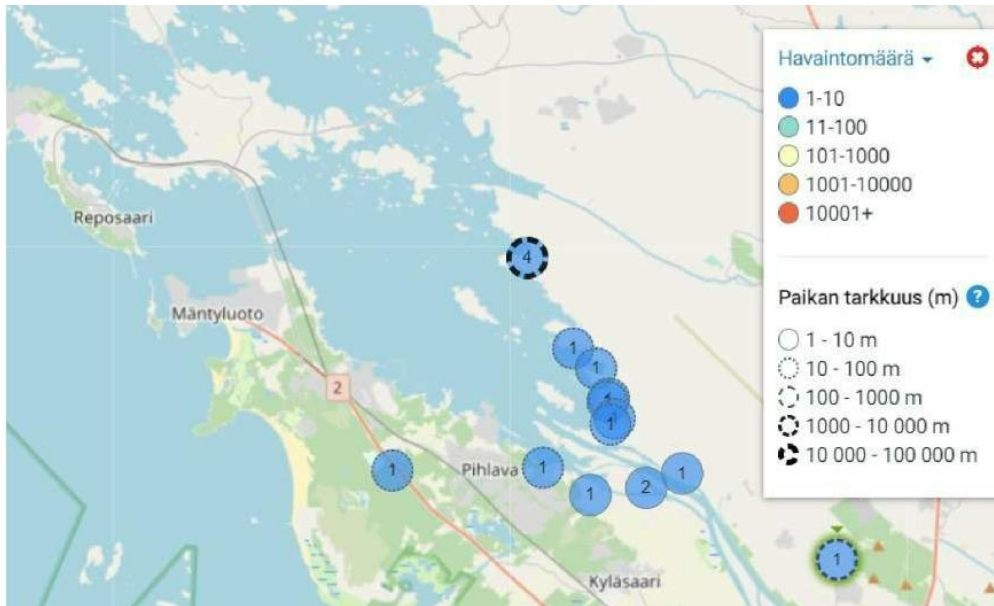 Havaintomäärä
1-10
11-100
101-1000
1001-10000
10001+
Paikan tarkkuus (m) ?
1 - 10 m
10 - 100 m
100 - 1000 m
1000 - 10 000 m
10 000 - 100 000 m
Reposaari
4
Mäntyluoto
1
1
2
1
1
1
Pihlava
1
1
1
2
1
Kyläsaari
1